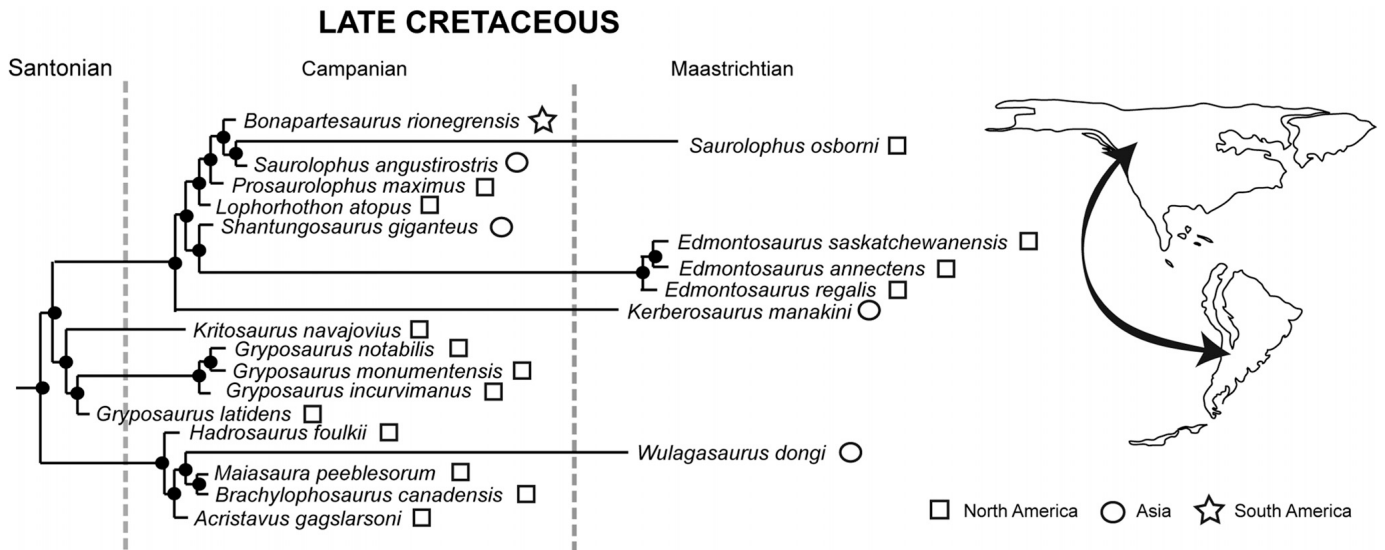 LATE CRETACEOUS
Santonian
Campanian
Maastrichtian
Bonapartesaurus rionegrensis
Saurolophus osborni
Saurolophus angustirostris
Prosaurolophus maximus
Lophorhothon atopus
Shantungosaurus giganteus
Edmontosaurus saskatchewanensis
Edmontosaurus annectens
Edmontosaurus regalis
Kerberosaurus manakini
Kritosaurus navajovius
Gryposaurus notabilis
Gryposaurus monumentensis
Gryposaurus incurvimanus
Gryposaurus latidens
Hadrosaurus foulkii
Wulagasaurus dongi
Maiasaura peeblesorum
Brachylophosaurus canadensis
Acristavus gagslarsoni
North America
Asia
South America